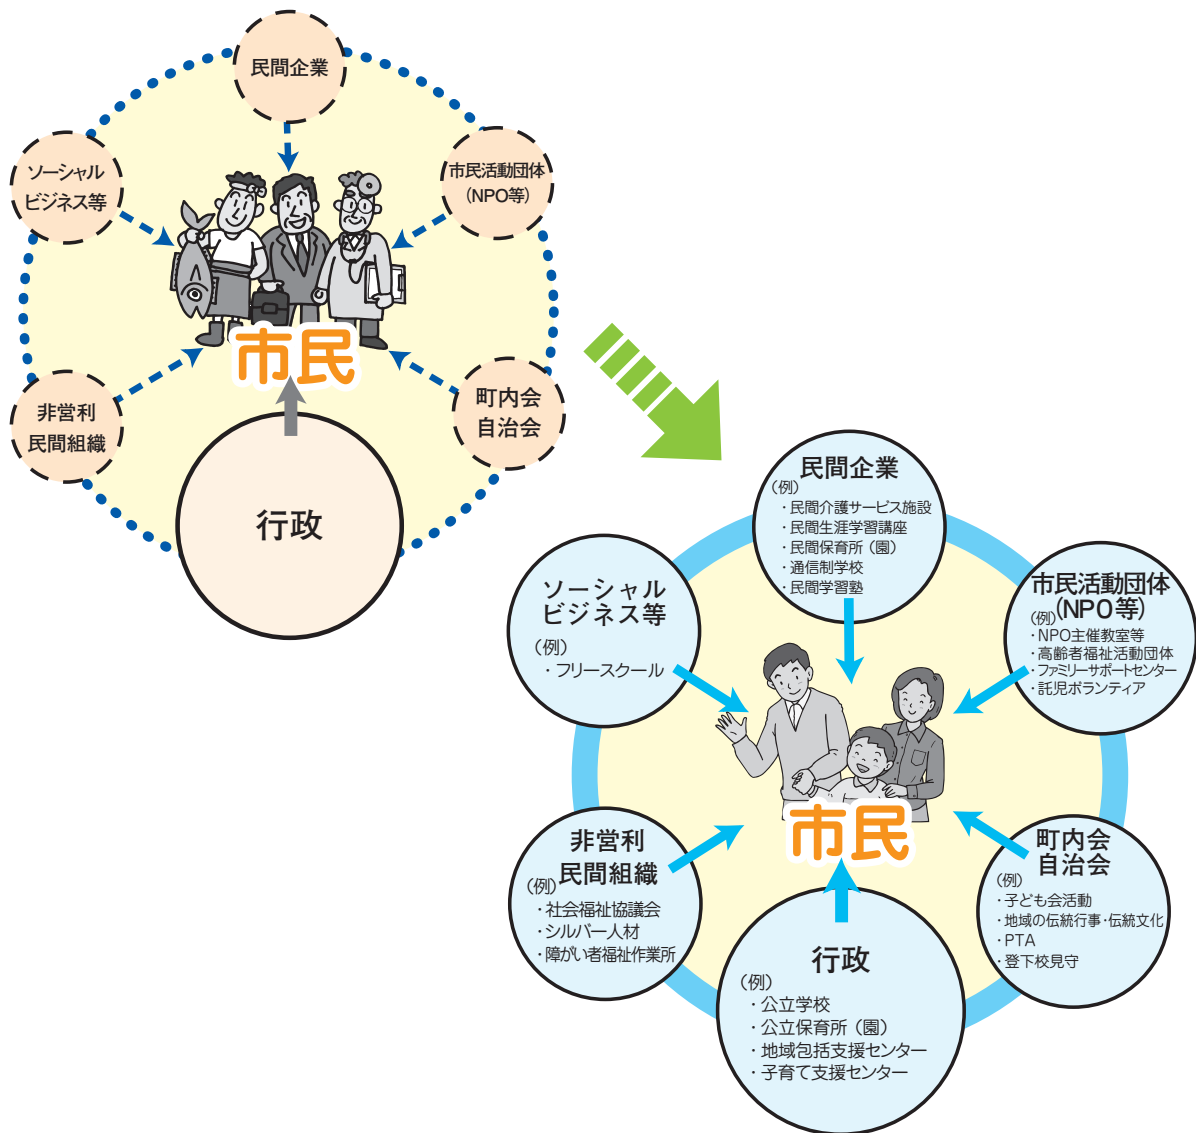 民間企業
ソーシャル
ビジネス等
市民活動団体
(NPO等)
市民
非営利
民間組織
町内会
自治会
行政
民間企業
(例)
・民間介護サービス施設
・民間生涯学習講座
・民間保育所(園)
・通信制学校
・民間学習塾
ソーシャル
ビジネス等
(例)
・フリースクール
市民活動団体
(NPO等)
(例)
・NPO主催教室等
・高齢者福祉活動団体
・ファミリーサポートセンター
・託児ボランティア
市民
非営利
民間組織
(例)
・社会福祉協議会
・シルバー人材
・障がい者福祉作業所
町内会
自治会
(例)
・子ども会活動
・地域の伝統行事・伝統文化
・PTA
・登下校見守
行政
(例)
・公立学校
・公立保育所(園)
・地域包括支援センター
・子育て支援センター